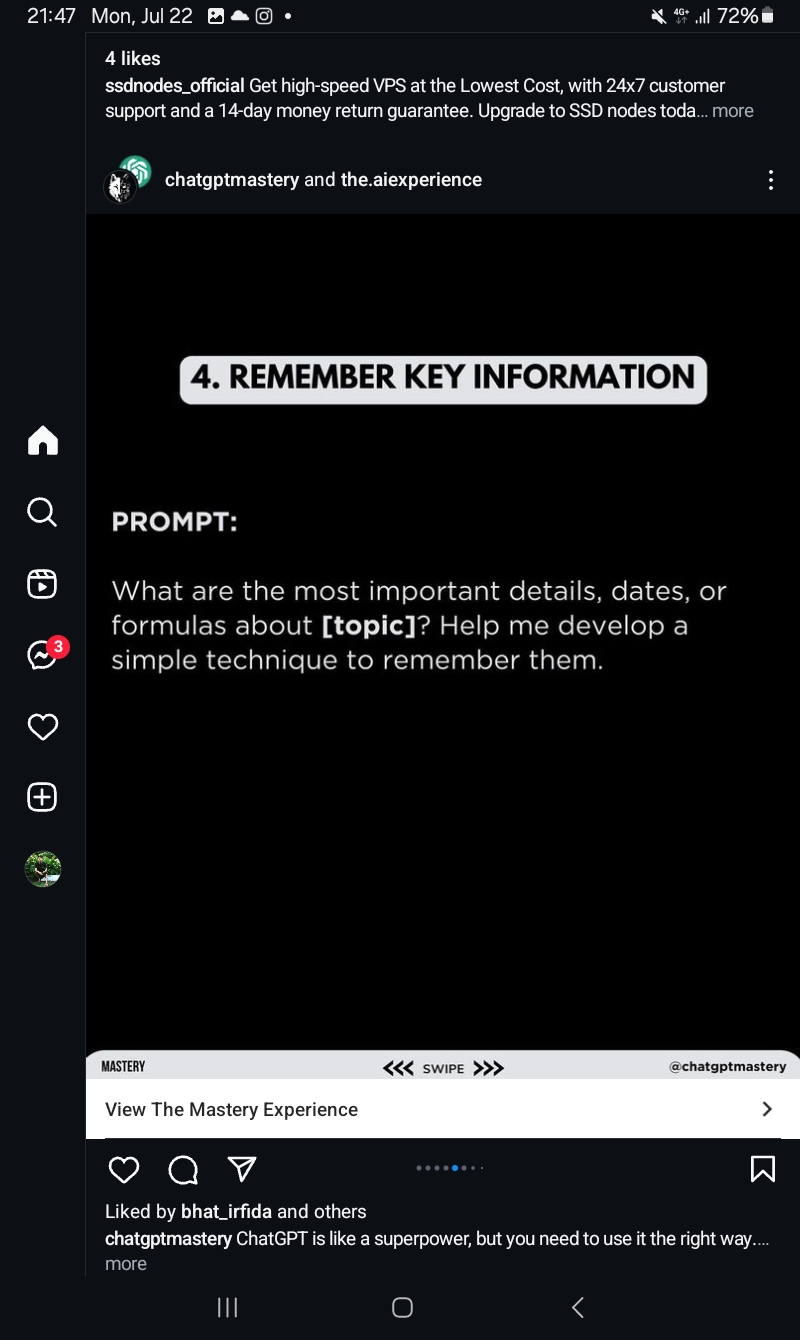 21:47 Mon, Jul 22 4G+ 72%
4 likes
ssdnodes_official Get high-speed VPS at the Lowest Cost, with 24x7 customer
support and a 14-day money return guarantee. Upgrade to SSD nodes toda... more
chatgptmastery and the.aiexperience
4. REMEMBER KEY INFORMATION
PROMPT:
What are the most important details, dates, or
formulas about [topic]? Help me develop a
simple technique to remember them.
3
MASTERY <<< SWIPE >>> @chatgptmastery
View The Mastery Experience
Liked by bhat_irfida and others
chatgptmastery ChatGPT is like a superpower, but you need to use it the right way....
more